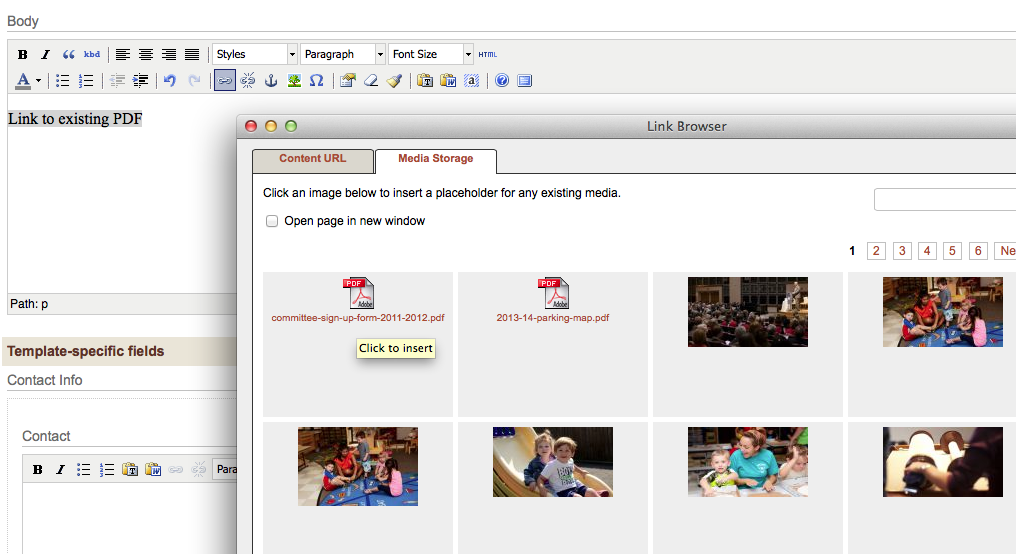 Body
B I kbd Styles Paragraph Font Size HTML
A
Link to existing PDF
Path: p
Template-specific fields
Contact Info
Contact
B I Para
Link Browser
Content URL Media Storage
Click an image below to insert a placeholder for any existing media.
Open page in new window
1 2 3 4 5 6 Ne
PDF Adobe
committee-sign-up-form-2011-2012.pdf
Click to insert
PDF Adobe
2013-14-parking-map.pdf